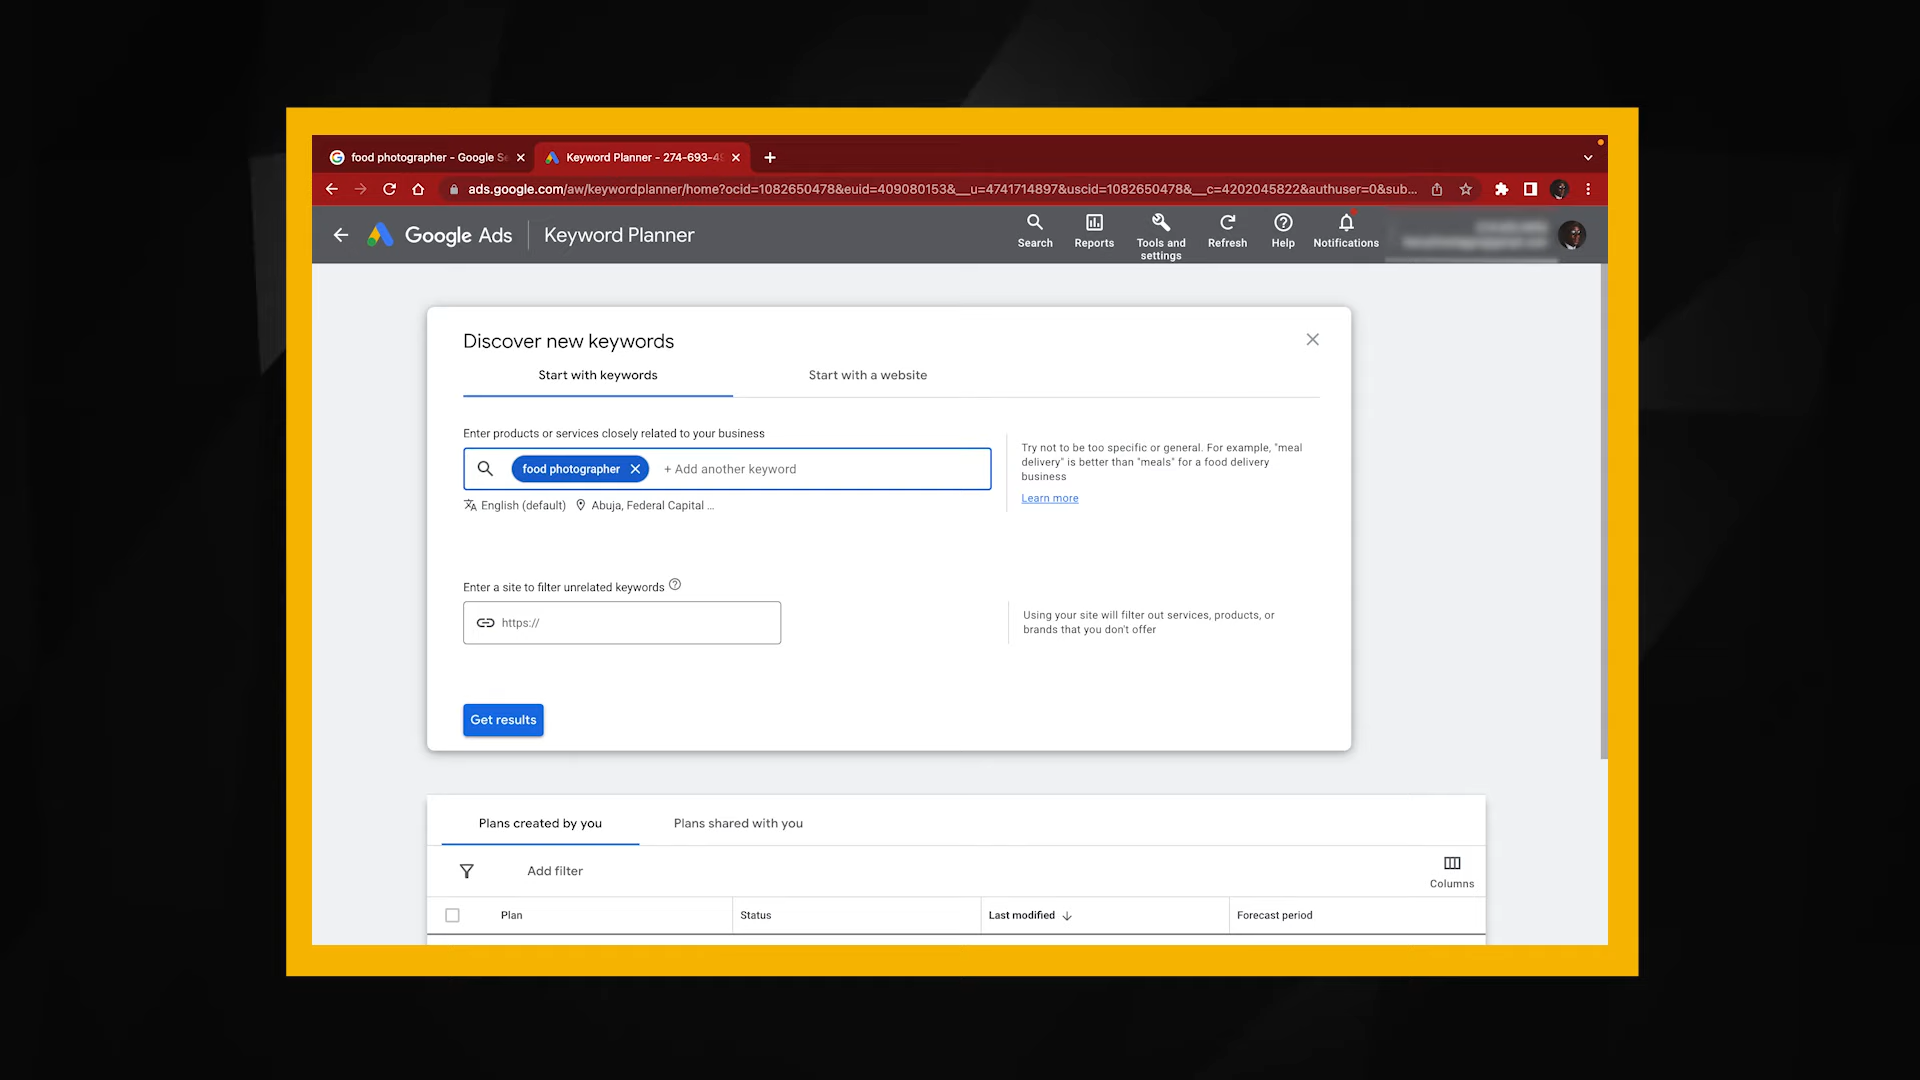 food photographer - Google Se
Keyword Planner - 274-693-49
ads.google.com/aw/keywordplanner/home?ocid=1082650478&euid=409080153&__u=4741714897&uscid=1082650478&__c=4202045822&authuser=0&sub...
Google Ads
Keyword Planner
Search
Reports
Tools and
settings
Refresh
Help
Notifications
Discover new keywords
Start with keywords
Start with a website
Enter products or services closely related to your business
food photographer
+ Add another keyword
Try not to be too specific or general. For example, "meal
delivery" is better than "meals" for a food delivery
business
Learn more
English (default)
Abuja, Federal Capital ...
Enter a site to filter unrelated keywords
https://
Using your site will filter out services, products, or
brands that you don't offer
Get results
Plans created by you
Plans shared with you
Add filter
Columns
Plan
Status
Last modified
Forecast period